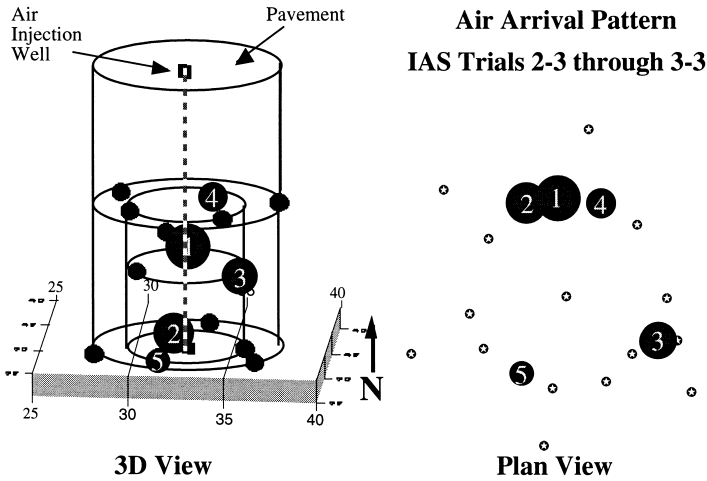 Air
Injection
Well
Pavement
Air Arrival Pattern
IAS Trials 2-3 through 3-3
4
3
2
5
25
30
40
25
30
35
40
N
2
1
4
3
5
3D View
Plan View